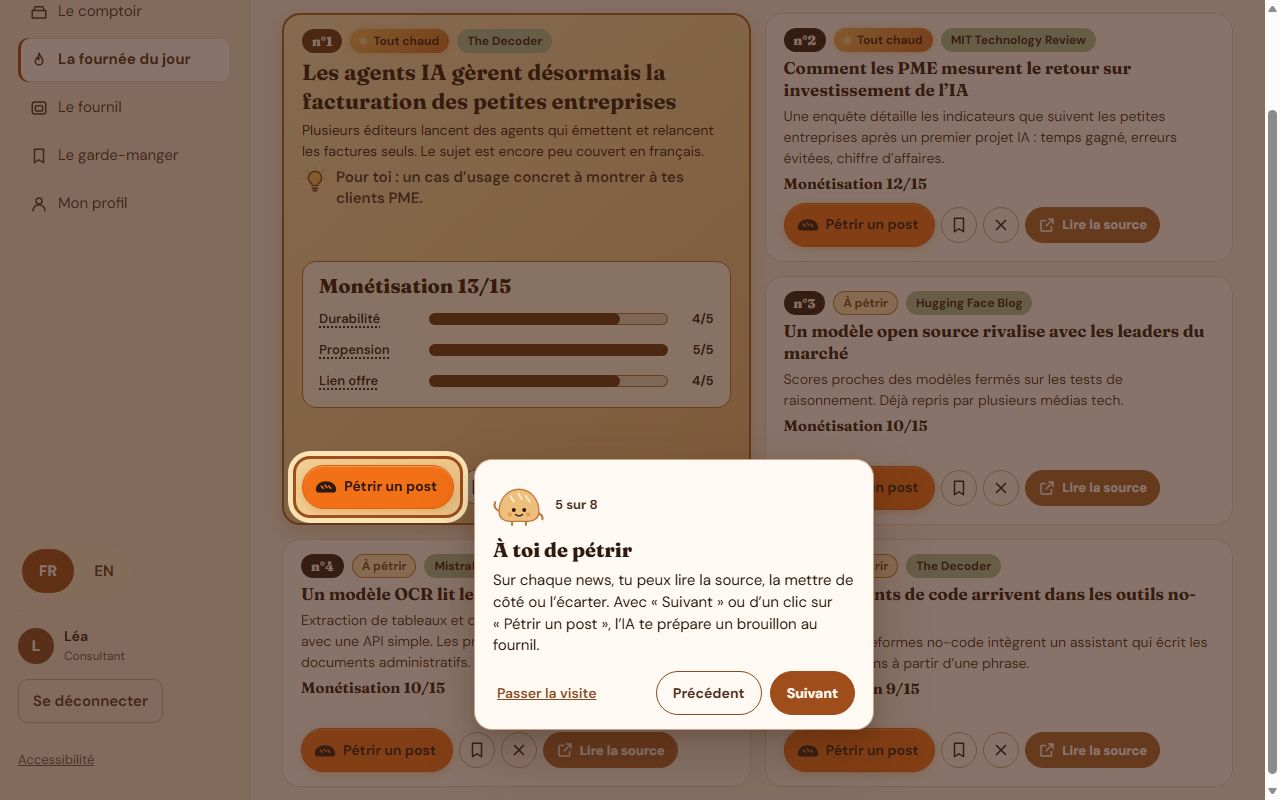 Le comptoir
La fournée du jour
Le fournil
Le garde-manger
Mon profil
FR
EN
L
Léa
Consultant
Se déconnecter
Accessibilité
n°1
Tout chaud
The Decoder
Les agents IA gèrent désormais la
facturation des petites entreprises
Plusieurs éditeurs lancent des agents qui émettent et relancent
les factures seuls. Le sujet est encore peu couvert en français.
Pour toi : un cas d'usage concret à montrer à tes
clients PME.
Monétisation 13/15
Durabilité
4/5
Propension
5/5
Lien offre
4/5
Pétrir un post
n°2
Tout chaud
MIT Technology Review
Comment les PME mesurent le retour sur
investissement de l'IA
Une enquête détaille les indicateurs que suivent les petites
entreprises après un premier projet IA : temps gagné, erreurs
évitées, chiffre d'affaires.
Monétisation 12/15
Pétrir un post
Lire la source
n°3
À pétrir
Hugging Face Blog
Un modèle open source rivalise avec les leaders du
marché
Scores proches des modèles fermés sur les tests de
raisonnement. Déjà repris par plusieurs médias tech.
Monétisation 10/15
post
Lire la source
5 sur 8
À toi de pétrir
Sur chaque news, tu peux lire la source, la mettre de
côté ou l'écarter. Avec « Suivant » ou d'un clic sur
« Pétrir un post », l'IA te prépare un brouillon au
fournil.
Passer la visite
Précédent
Suivant
n°4
À pétrir
Un modèle OCR lit le
Extraction de tableaux et
avec une API simple. Les
documents administratifs.
Monétisation 10/15
Pétrir un post
Lire la source
The Decoder
de code arrivent dans les outils no-
intègrent un assistant qui écrit les
à partir d'une phrase.
9/15
Pétrir un post
Lire la source